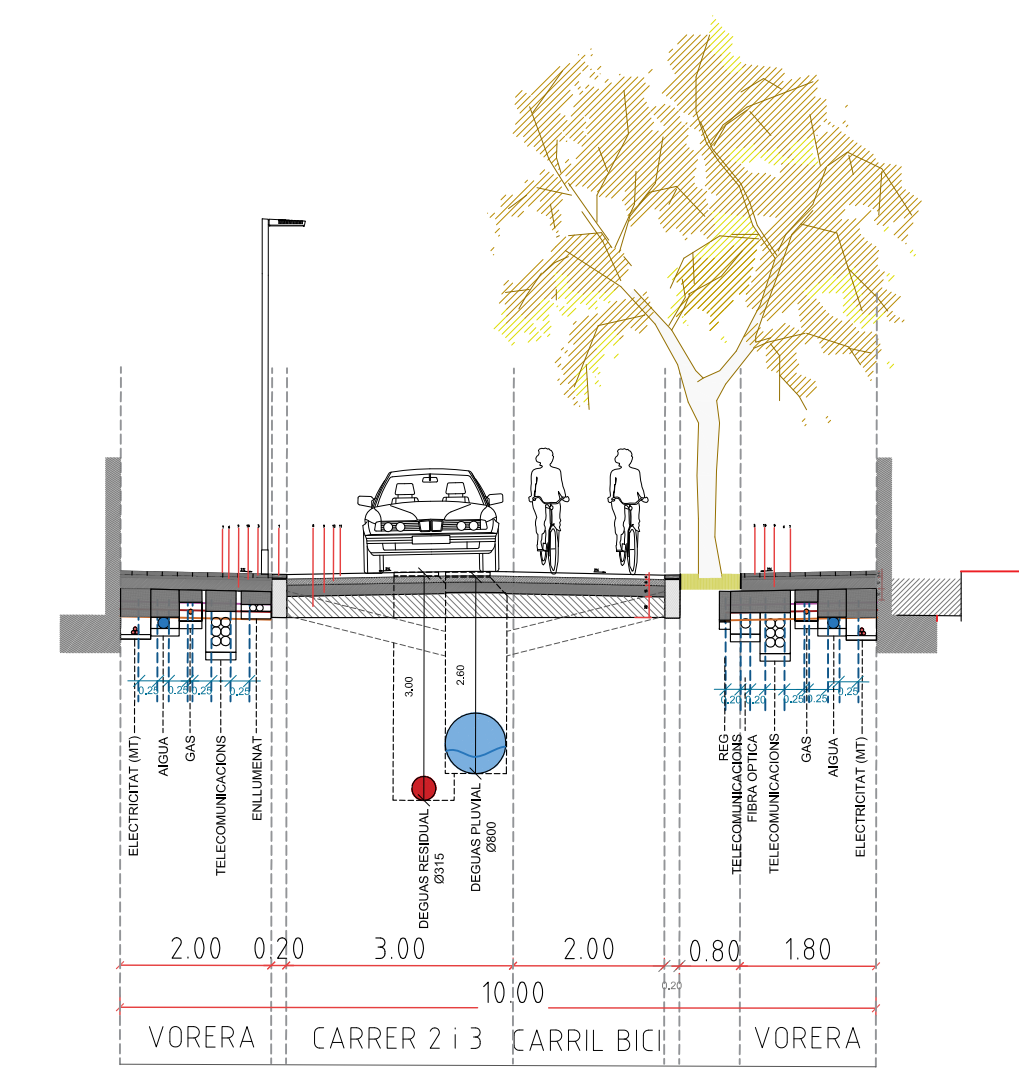 3.00
2.60
0.25
0.25
0.25
0.25
0.20
0.20
0.25
0.25
0.25
ELECTRICITAT (MT)
AIGUA
GAS
TELECOMUNICACIONS
ENLLUMENAT
DEGUAS RESIDUAL
Ø315
DEGUAS PLUVIAL
Ø800
REG
TELECOMUNICACIONS
FIBRA OPTICA
TELECOMUNICACIONS
GAS
AIGUA
ELECTRICITAT (MT)
2.00 0.20 3.00 2.00 0.80 1.80
0.20
10.00
VORERA CARRER 2 i 3 CARRIL BICI VORERA